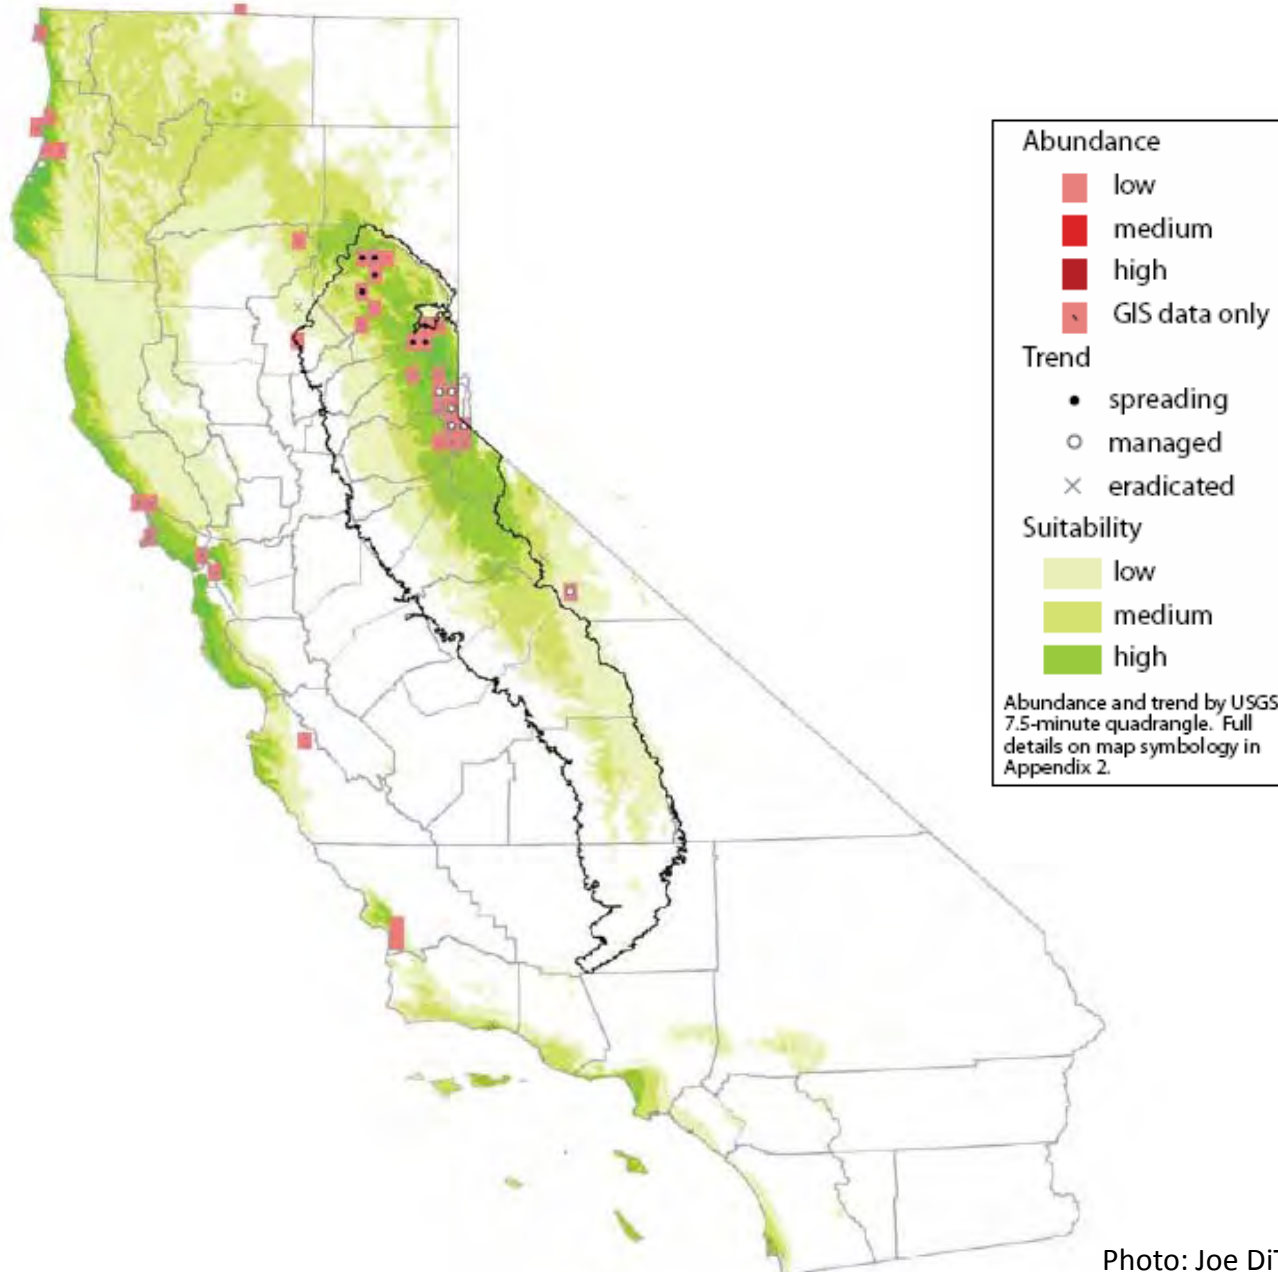 Abundance
low
medium
high
GIS data only
Trend
spreading
managed
eradicated
Suitability
low
medium
high
Abundance and trend by USGS
7.5-minute quadrangle. Full
details on map symbology in
Appendix 2.
Photo: Joe DiT